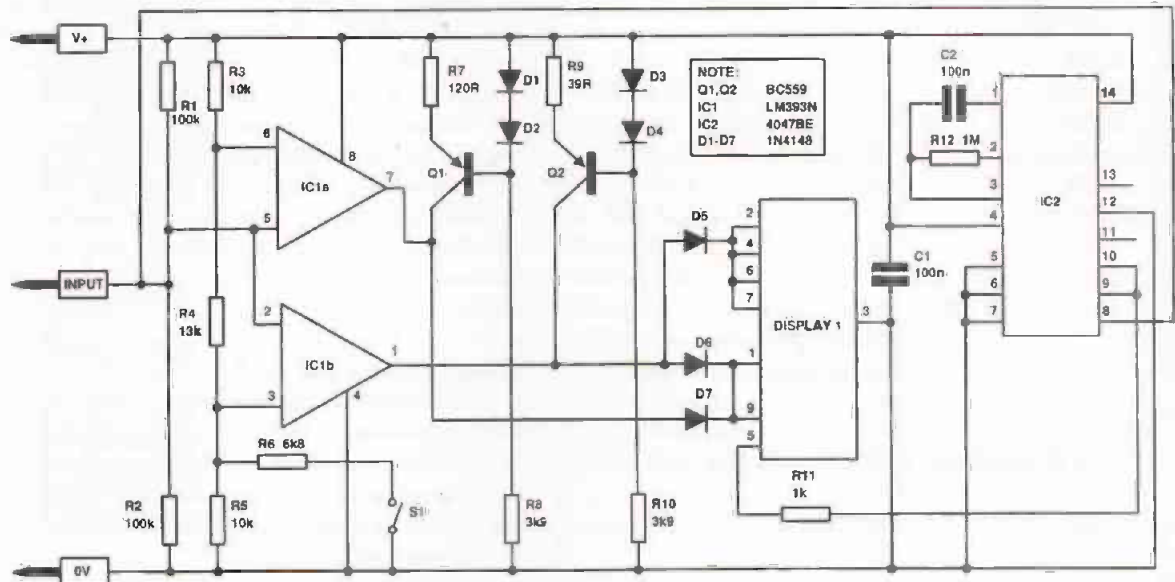 V+
R1
100k
R3
10k
R7
120R
D1
D2
R9
39R
D3
D4
NOTE:
Q1,Q2 BC559
IC1 LM393N
IC2 4047BE
D1-D7 1N4148
C2
100n
1
14
R12 1M
2
3
4
IC2
13
12
11
10
9
8
5
6
7
6
IC1a
8
7
5
Q1
Q2
INPUT
R4
13k
2
IC1b
1
3
4
D5
2
4
6
7
DISPLAY 1
3
C1
100n
D6
1
D7
9
5
R6 6k8
R11
1k
R2
100k
R5
10k
S1
R8
3k9
R10
3k9
0V